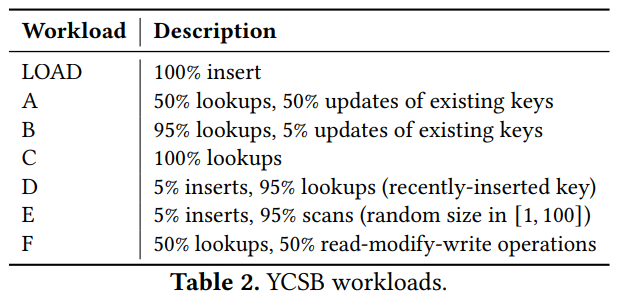 Workload Description
LOAD 100% insert
A 50% lookups, 50% updates of existing keys
B 95% lookups, 5% updates of existing keys
C 100% lookups
D 5% inserts, 95% lookups (recently-inserted key)
E 5% inserts, 95% scans (random size in [1, 100])
F 50% lookups, 50% read-modify-write operations
Table 2. YCSB workloads.